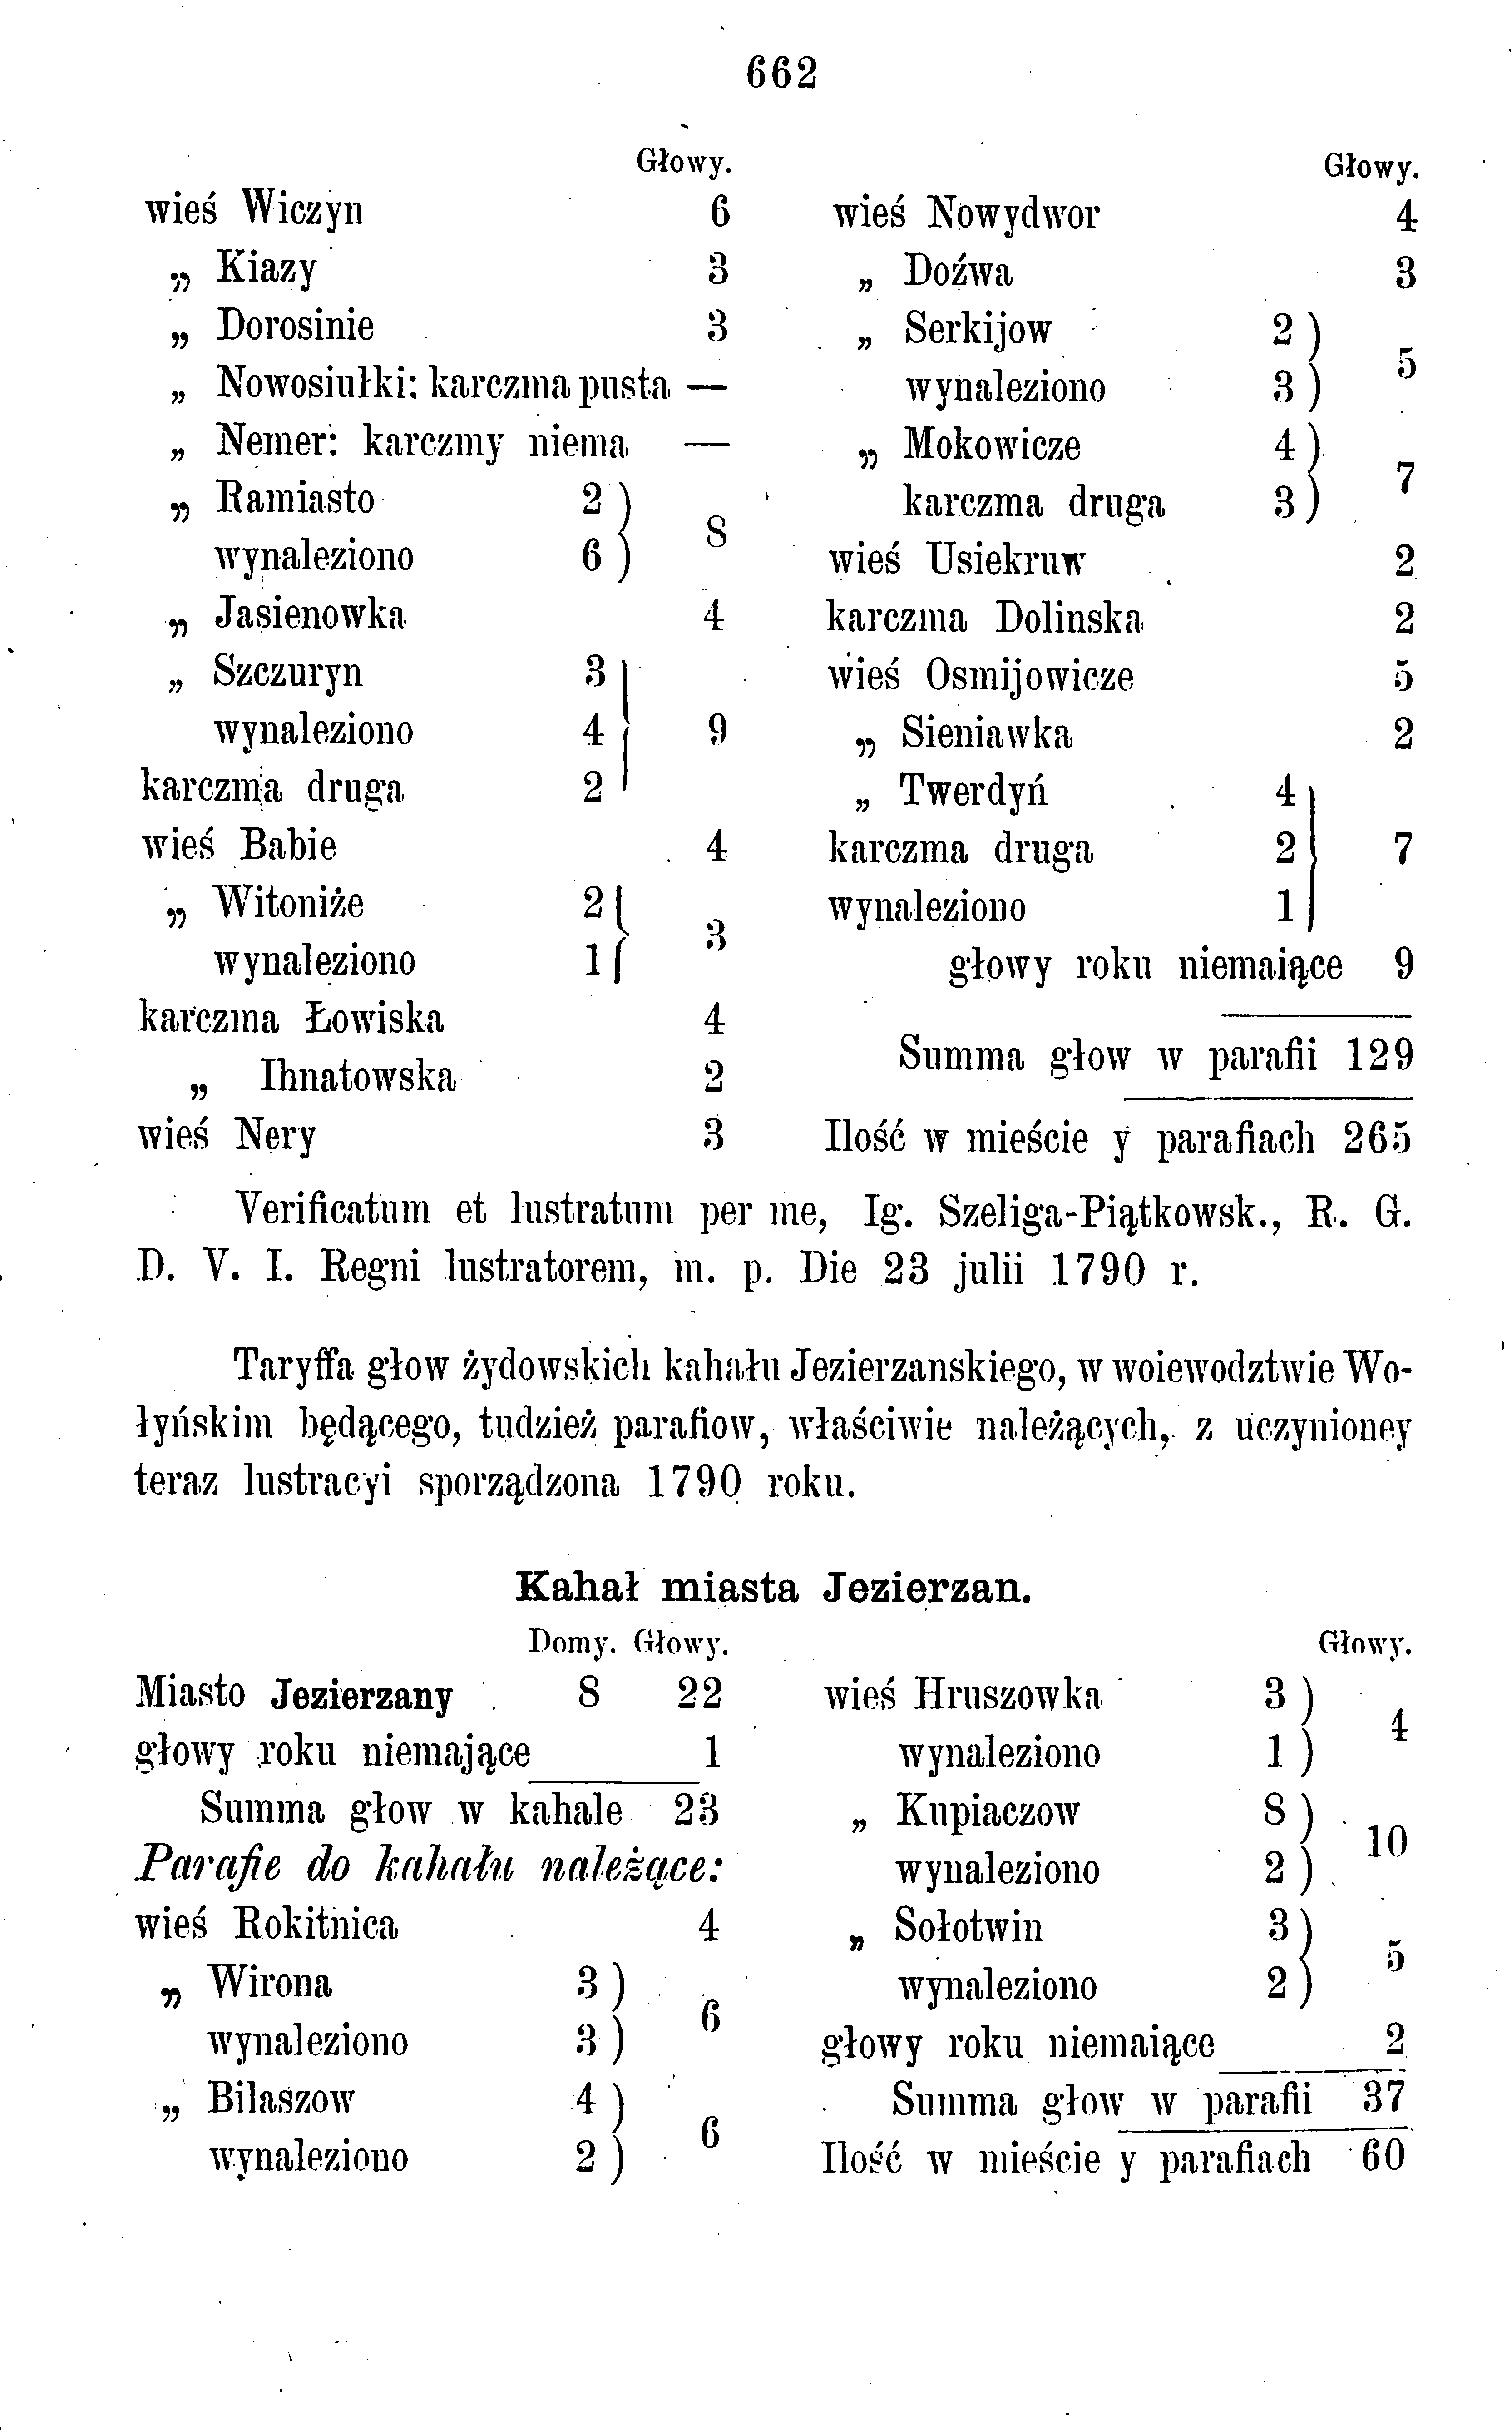 662
Głowy.
wieś Wiczyn 6
„ Kiazy 3
„ Dorosinie 3
„ Nowosiułki: karczma pusta —
„ Nemer: karczmy niema —
„ Ramiasto 2 )
wynaleziono 6 ) 8
„ Jasienowka 4
„ Szczuryn 3
wynaleziono 4 } 9
karczma druga 2
wieś Babie 4
„ Witoniże 2
wynaleziono 1 } 3
karczma Łowiska 4
„ Ihnatowska 2
wieś Nery 3
Głowy.
wieś Nowydwor 4
„ Doźwa 3
„ Serkijow 2 )
wynaleziono 3 ) 5
„ Mokowicze 4 )
karczma druga 3 ) 7
wieś Usiekruw 2
karczma Dolinska 2
wieś Osmijowicze 5
„ Sieniawka 2
„ Twerdyń 4
karczma druga 2 } 7
wynaleziono 1
głowy roku niemaiące 9
Summa głow w parafii 129
Ilość w mieście y parafiach 265
Verificatum et lustratum per me, Ig. Szeliga-Piątkowsk., R. G.
D. V. I. Regni lustratorem, m. p. Die 23 julii 1790 r.
Taryffa głow żydowskich kahału Jezierzanskiego, w woiewodztwie Wo-
łyńskim będącego, tudzież parafiow, właściwie należących, z uczynioney
teraz lustracyi sporządzona 1790 roku.
Kahał miasta Jezierzan.
Domy. Głowy.
Miasto Jezierzany 8 22
głowy roku niemające 1
Summa głow w kahale 23
Parafie do kahału należące:
wieś Rokitnica 4
„ Wirona 3 )
wynaleziono 3 ) 6
„ Bilaszow 4 )
wynaleziono 2 ) 6
Głowy.
wieś Hruszowka 3 )
wynaleziono 1 ) 4
„ Kupiaczow 8 )
wynaleziono 2 ) 10
„ Sołotwin 3 )
wynaleziono 2 ) 5
głowy roku niemaiące 2
Summa głow w parafii 37
Ilość w mieście y parafiach 60